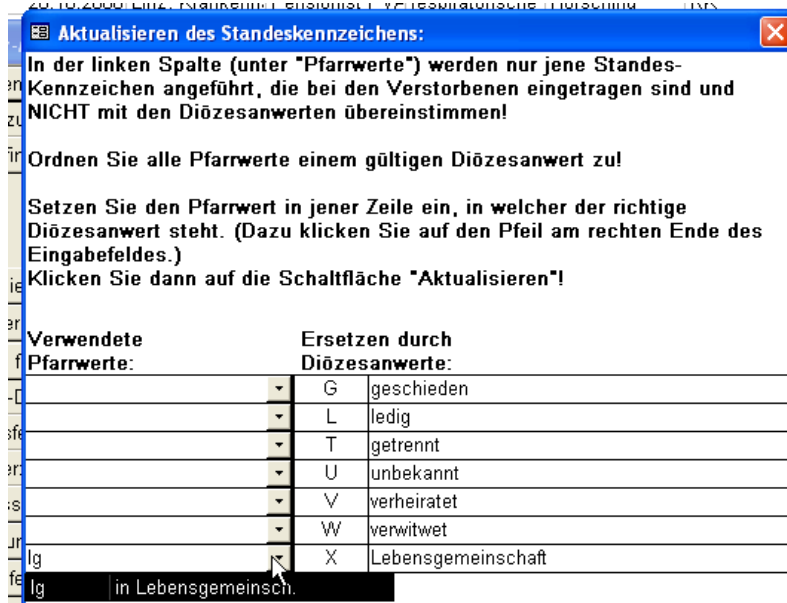 Aktualisieren des Standeskennzeichens:
In der linken Spalte (unter "Pfarrwerte") werden nur jene Standes-
Kennzeichen angeführt, die bei den Verstorbenen eingetragen sind und
NICHT mit den Diözesanwerten übereinstimmen!
Ordnen Sie alle Pfarrwerte einem gültigen Diözesanwert zu!
Setzen Sie den Pfarrwert in jener Zeile ein, in welcher der richtige
Diözesanwert steht. (Dazu klicken Sie auf den Pfeil am rechten Ende des
Eingabefeldes.)
Klicken Sie dann auf die Schaltfläche "Aktualisieren"!
Verwendete Ersetzen durch
Pfarrwerte: Diözesanwerte:
G geschieden
L ledig
T getrennt
U unbekannt
V verheiratet
W verwitwet
lg X Lebensgemeinschaft
lg in Lebensgemeinsch.